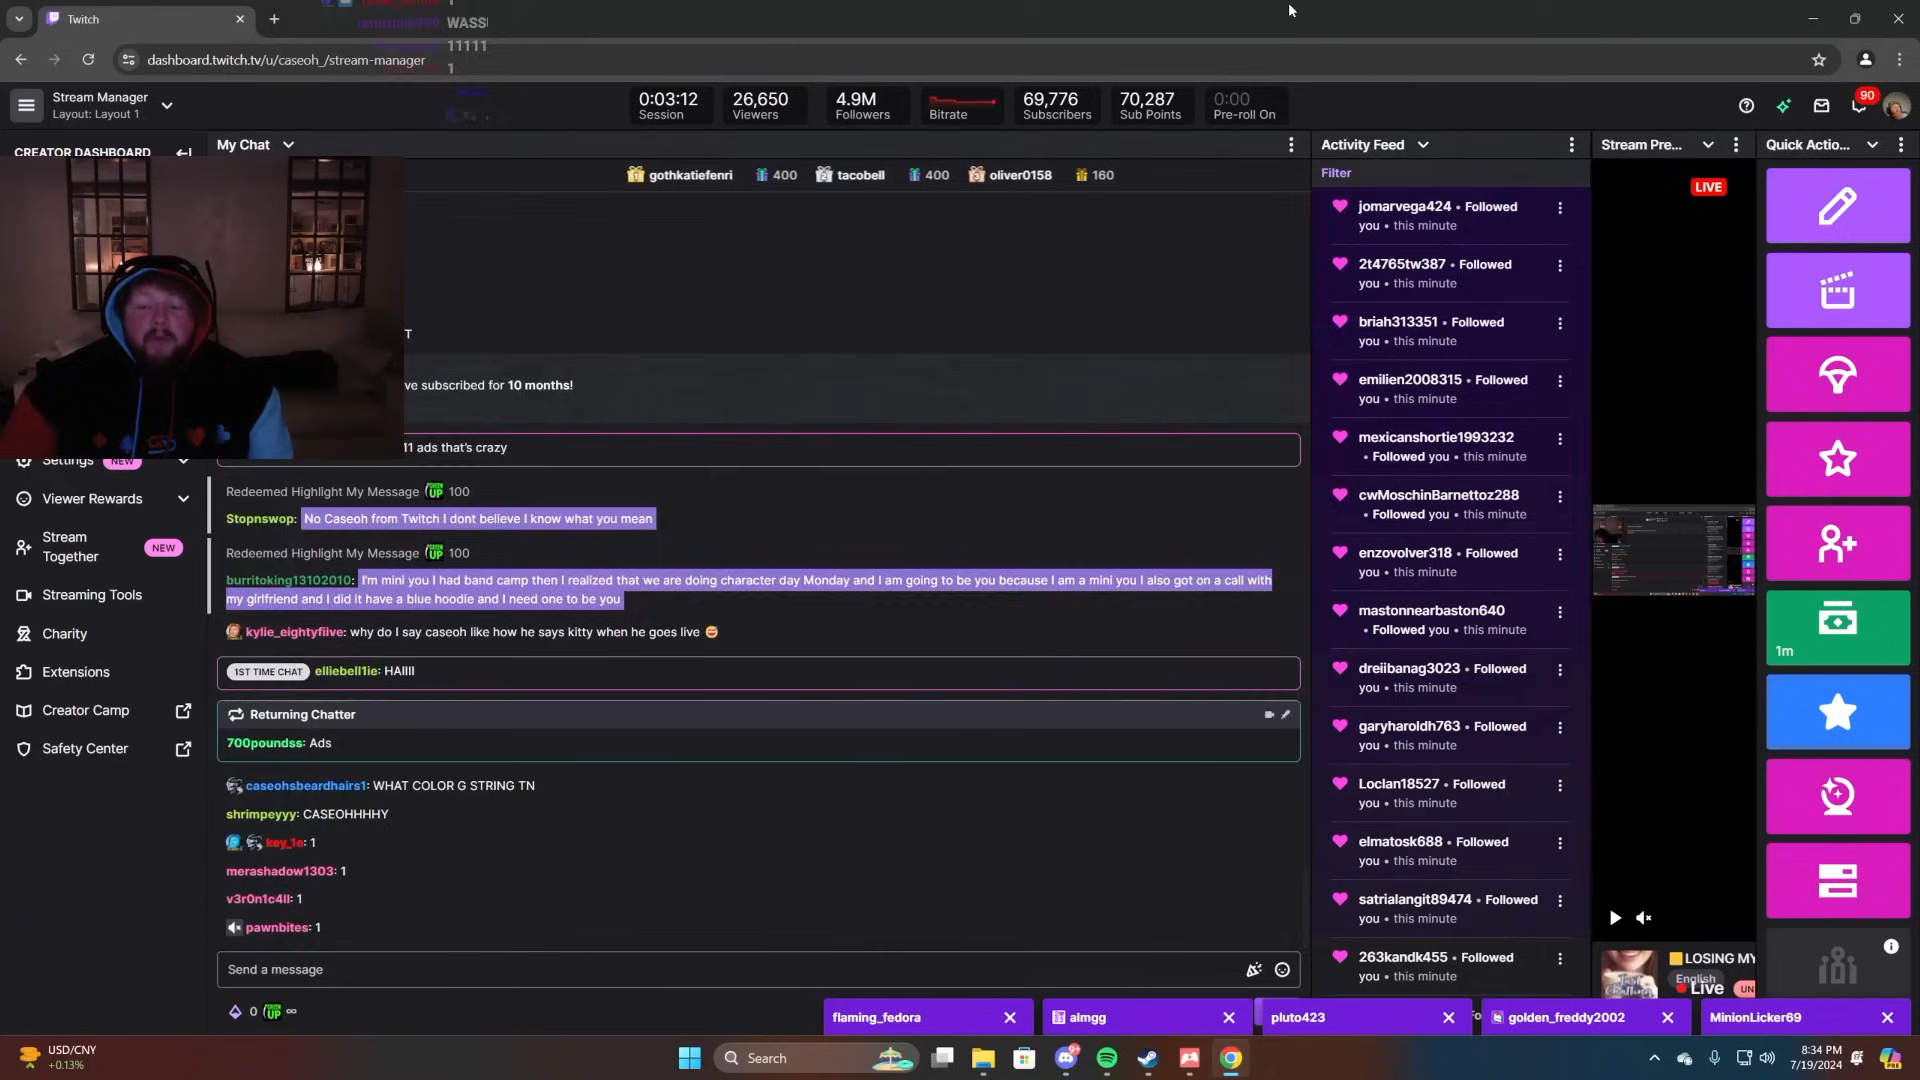 Twitch
WASS
11111
1
dashboard.twitch.tv/u/caseoh_/stream-manager
Stream Manager
Layout: Layout 1
0:03:12
Session
26,650
Viewers
4.9M
Followers
Bitrate
69,776
Subscribers
70,287
Sub Points
0:00
Pre-roll On
90
CREATOR DASHBOARD
My Chat
gothkatiefenri 400 tacobell 400 oliver0158 160
T
ve subscribed for 10 months!
11 ads that's crazy
Redeemed Highlight My Message 100
Stopnswop: No Caseoh from Twitch I dont believe I know what you mean
Redeemed Highlight My Message 100
burritoking13102010: I'm mini you I had band camp then I realized that we are doing character day Monday and I am going to be you because I am a mini you I also got on a call with
my girlfriend and I did it have a blue hoodie and I need one to be you
kylie_eightyfiive: why do I say caseoh like how he says kitty when he goes live
1ST TIME CHAT elliebell1ie: HAIIII
Returning Chatter
700poundss: Ads
caseohsbeardhairs1: WHAT COLOR G STRING TN
shrimpeyyy: CASEOHHHHY
key_1e: 1
merashadow1303: 1
v3r0n1c4ll: 1
pawnbites: 1
Send a message
0 ∞
Settings NEW
Viewer Rewards
Stream
Together
NEW
Streaming Tools
Charity
Extensions
Creator Camp
Safety Center
Activity Feed
Filter
jomarvega424 • Followed
you • this minute
2t4765tw387 • Followed
you • this minute
briah313351 • Followed
you • this minute
emilien2008315 • Followed
you • this minute
mexicanshortie1993232
• Followed you • this minute
cwMoschinBarnettoz288
• Followed you • this minute
enzovolver318 • Followed
you • this minute
mastonnearbaston640
• Followed you • this minute
dreiibanag3023 • Followed
you • this minute
garyharoldh763 • Followed
you • this minute
Loclan18527 • Followed
you • this minute
elmatosk688 • Followed
you • this minute
satrialangit89474 • Followed
you • this minute
263kandk455 • Followed
you • this minute
Stream Pre...
LIVE
LOSING MY
English
Live
Just Chatting
Quick Actio...
1m
flaming_fedora
almgg
pluto423
golden_freddy2002
MinionLicker69
USD/CNY
+0.13%
Search
8:34 PM
7/19/2024